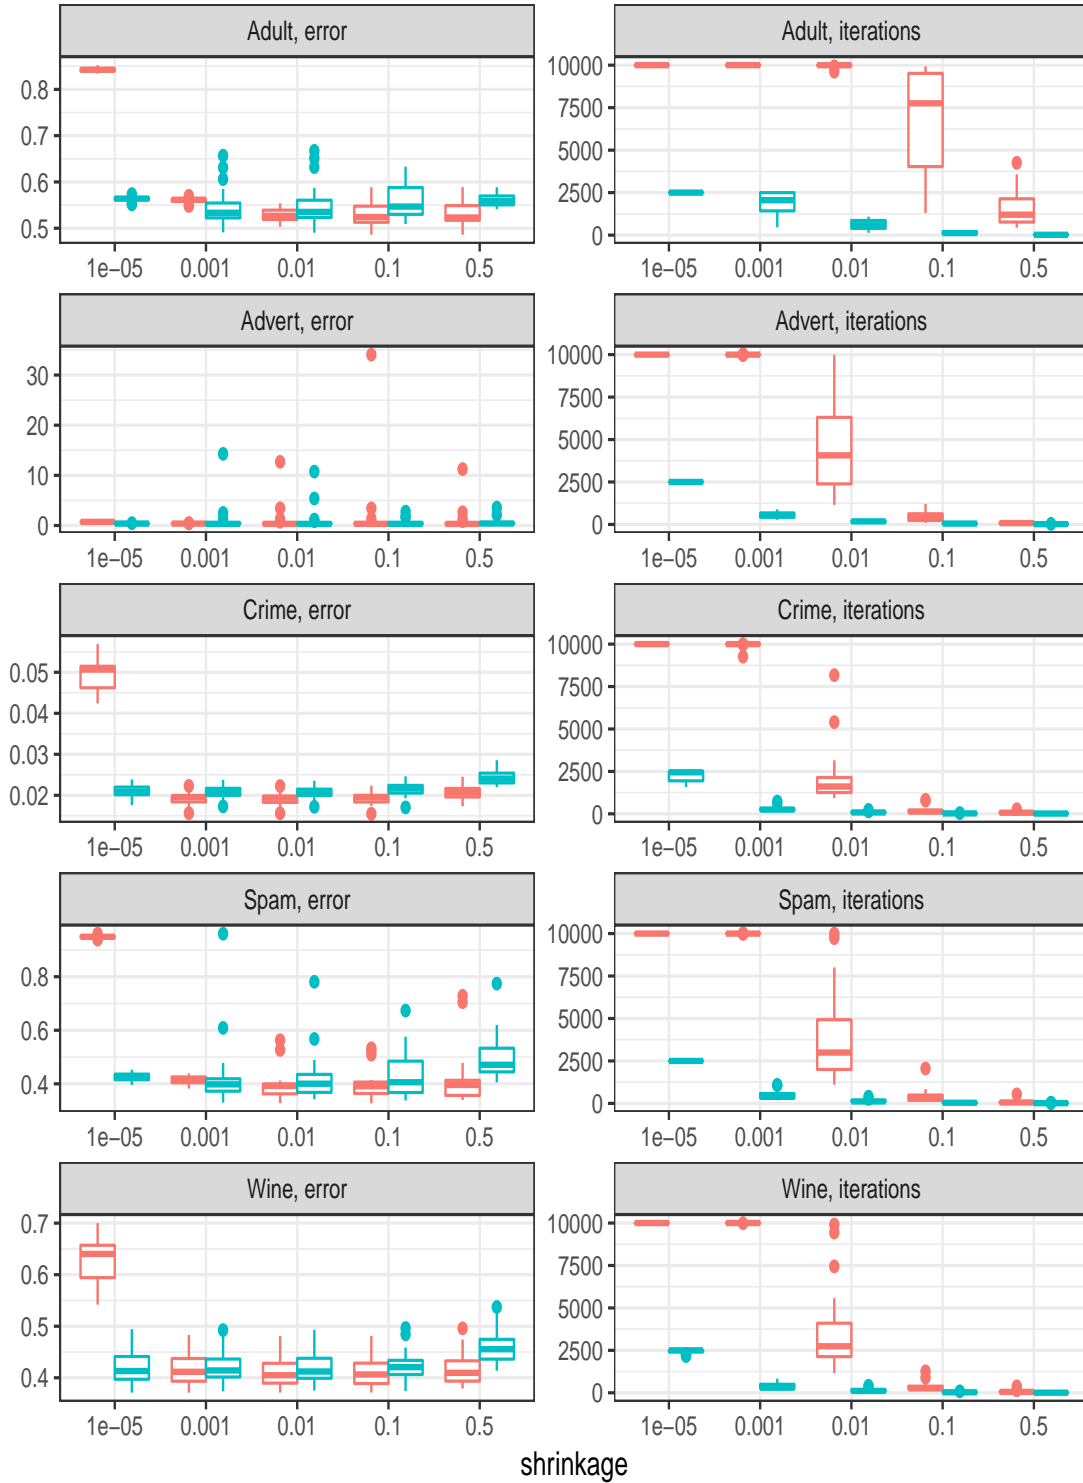 Adult, error
Adult, iterations
0.8
0.7
0.6
0.5
10000
7500
5000
2500
0
1e−05 0.001 0.01 0.1 0.5
1e−05 0.001 0.01 0.1 0.5
Advert, error
Advert, iterations
30
20
10
0
10000
7500
5000
2500
0
1e−05 0.001 0.01 0.1 0.5
1e−05 0.001 0.01 0.1 0.5
Crime, error
Crime, iterations
0.05
0.04
0.03
0.02
10000
7500
5000
2500
0
1e−05 0.001 0.01 0.1 0.5
1e−05 0.001 0.01 0.1 0.5
Spam, error
Spam, iterations
0.8
0.6
0.4
10000
7500
5000
2500
0
1e−05 0.001 0.01 0.1 0.5
1e−05 0.001 0.01 0.1 0.5
Wine, error
Wine, iterations
0.7
0.6
0.5
0.4
10000
7500
5000
2500
0
1e−05 0.001 0.01 0.1 0.5
1e−05 0.001 0.01 0.1 0.5
shrinkage